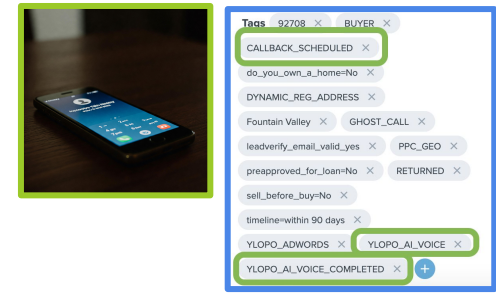 Tags 92708 × BUYER ×
CALLBACK_SCHEDULED ×
do_you_own_a_home=No ×
DYNAMIC_REG_ADDRESS ×
Fountain Valley × GHOST_CALL ×
leadverify_email_valid_yes × PPC_GEO ×
preapproved_for_loan=No × RETURNED ×
sell_before_buy=No ×
timeline=within 90 days ×
YLOPO_ADWORDS × YLOPO_AI_VOICE ×
YLOPO_AI_VOICE_COMPLETED × +